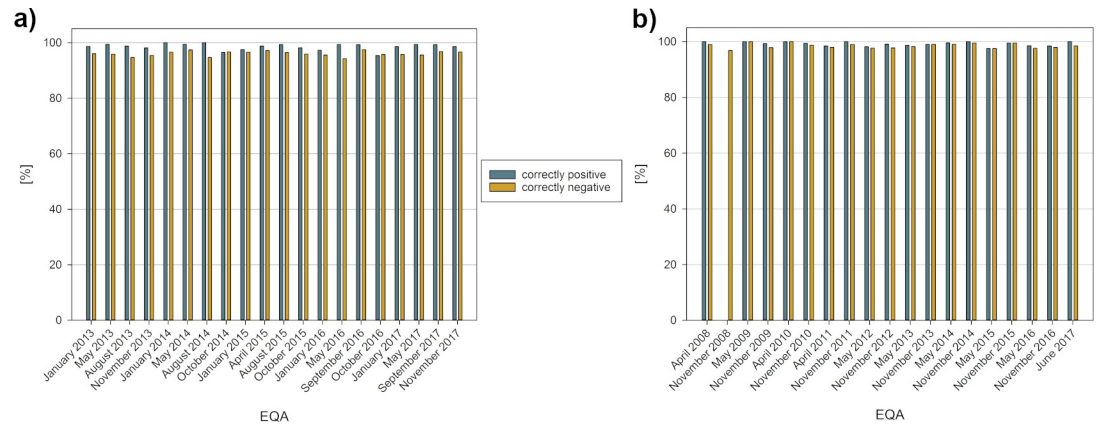 a)
100
80
60
40
20
0
[%]
January 2013
May 2013
August 2013
November 2013
January 2014
May 2014
August 2014
October 2014
January 2015
April 2015
August 2015
October 2015
January 2016
May 2016
September 2016
October 2016
January 2017
May 2017
September 2017
November 2017
EQA
correctly positive
correctly negative
b)
100
80
60
40
20
0
[%]
April 2008
November 2008
May 2009
November 2009
April 2010
November 2010
April 2011
November 2011
May 2012
November 2012
May 2013
November 2013
May 2014
November 2014
May 2015
November 2015
May 2016
November 2016
June 2017
EQA